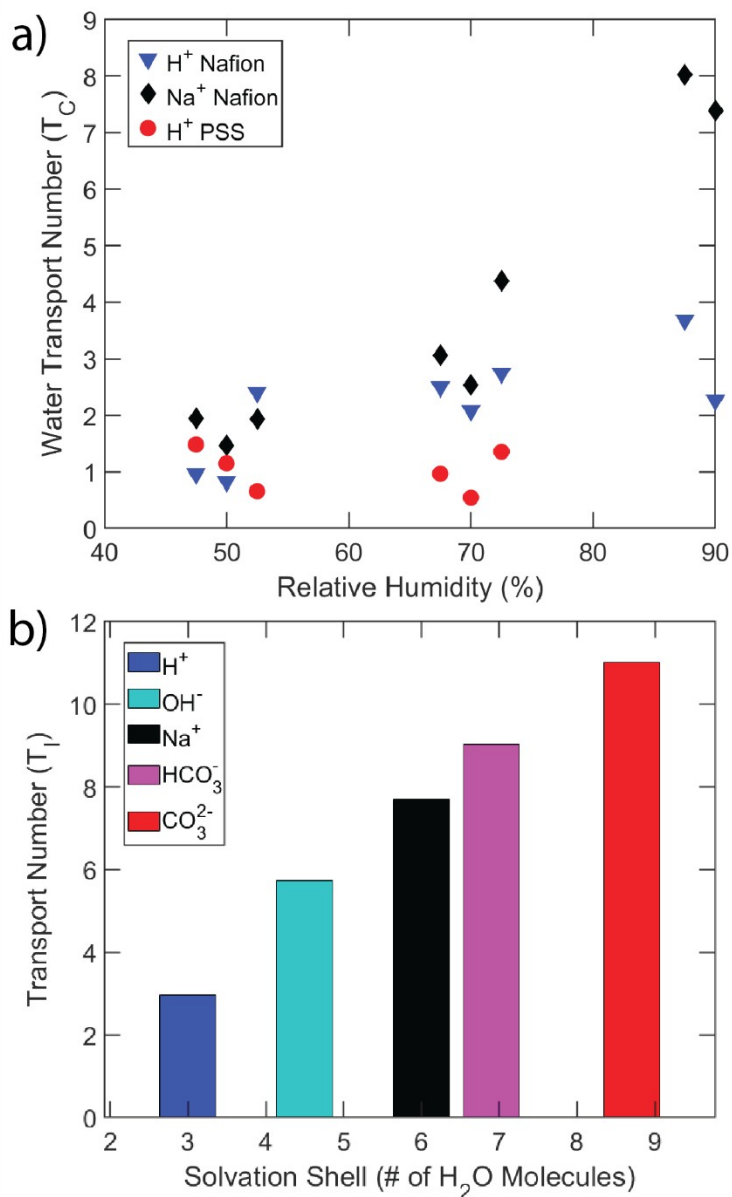 a)
9
8
7
6
5
4
3
2
1
0
Water Transport Number (T_C)
H⁺ Nafion
Na⁺ Nafion
H⁺ PSS
40 50 60 70 80 90
Relative Humidity (%)
b)
12
10
8
6
4
2
0
Transport Number (T_I)
H⁺
OH⁻
Na⁺
HCO₃⁻
CO₃²⁻
2 3 4 5 6 7 8 9
Solvation Shell (# of H₂O Molecules)